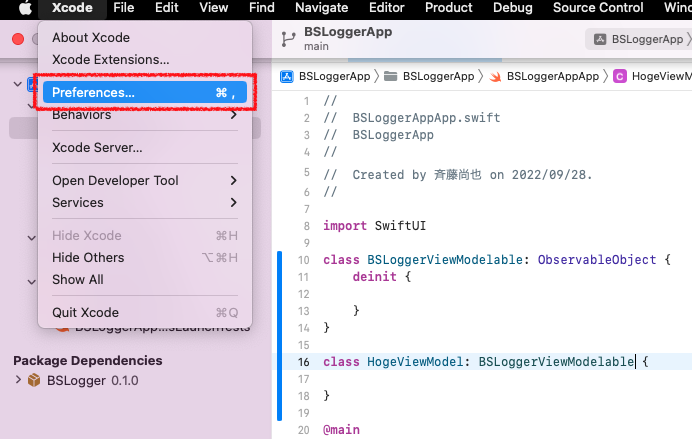 Xcode File Edit View Find Navigate Editor Product Debug Source Control Wind
About Xcode
Xcode Extensions...
Preferences... ⌘ ,
Behaviors
Xcode Server...
Open Developer Tool
Services
Hide Xcode ⌘H
Hide Others ⌥⌘H
Show All
Quit Xcode ⌘Q
BSLoggerApp...sLaunchTests
Package Dependencies
BSLogger 0.1.0
BSLoggerApp
main
BSLoggerApp
BSLoggerApp BSLoggerApp BSLoggerAppApp C HogeViewM
1 //
2 // BSLoggerAppApp.swift
3 // BSLoggerApp
4 //
5 // Created by 斉藤尚也 on 2022/09/28.
6 //
7
8 import SwiftUI
9
10 class BSLoggerViewModelable: ObservableObject {
11 deinit {
12
13 }
14 }
15
16 class HogeViewModel: BSLoggerViewModelable {
17
18 }
19
20 @main